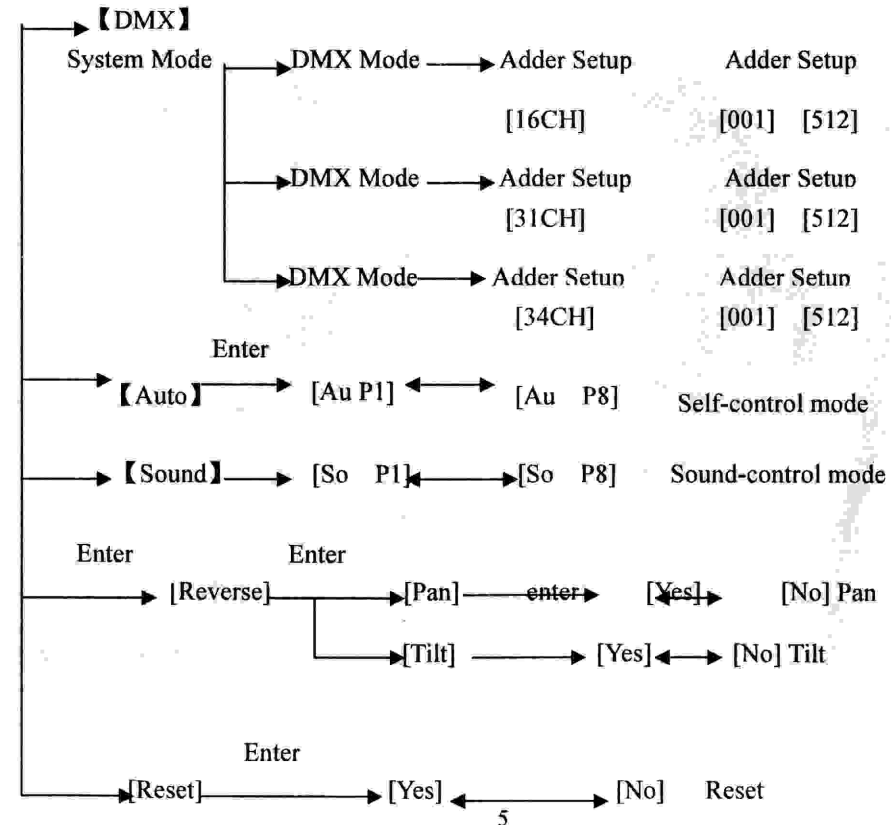 【DMX】
System Mode DMX Mode Adder Setup Adder Setup
[16CH] [001] [512]
DMX Mode Adder Setup Adder Setup
[31CH] [001] [512]
DMX Mode Adder Setup Adder Setup
[34CH] [001] [512]
Enter
【Auto】 [Au P1] [Au P8] Self-control mode
【Sound】 [So P1] [So P8] Sound-control mode
Enter Enter
[Reverse] [Pan] enter [Yes] [No] Pan
[Tilt] [Yes] [No] Tilt
Enter
[Reset] [Yes] [No] Reset
5